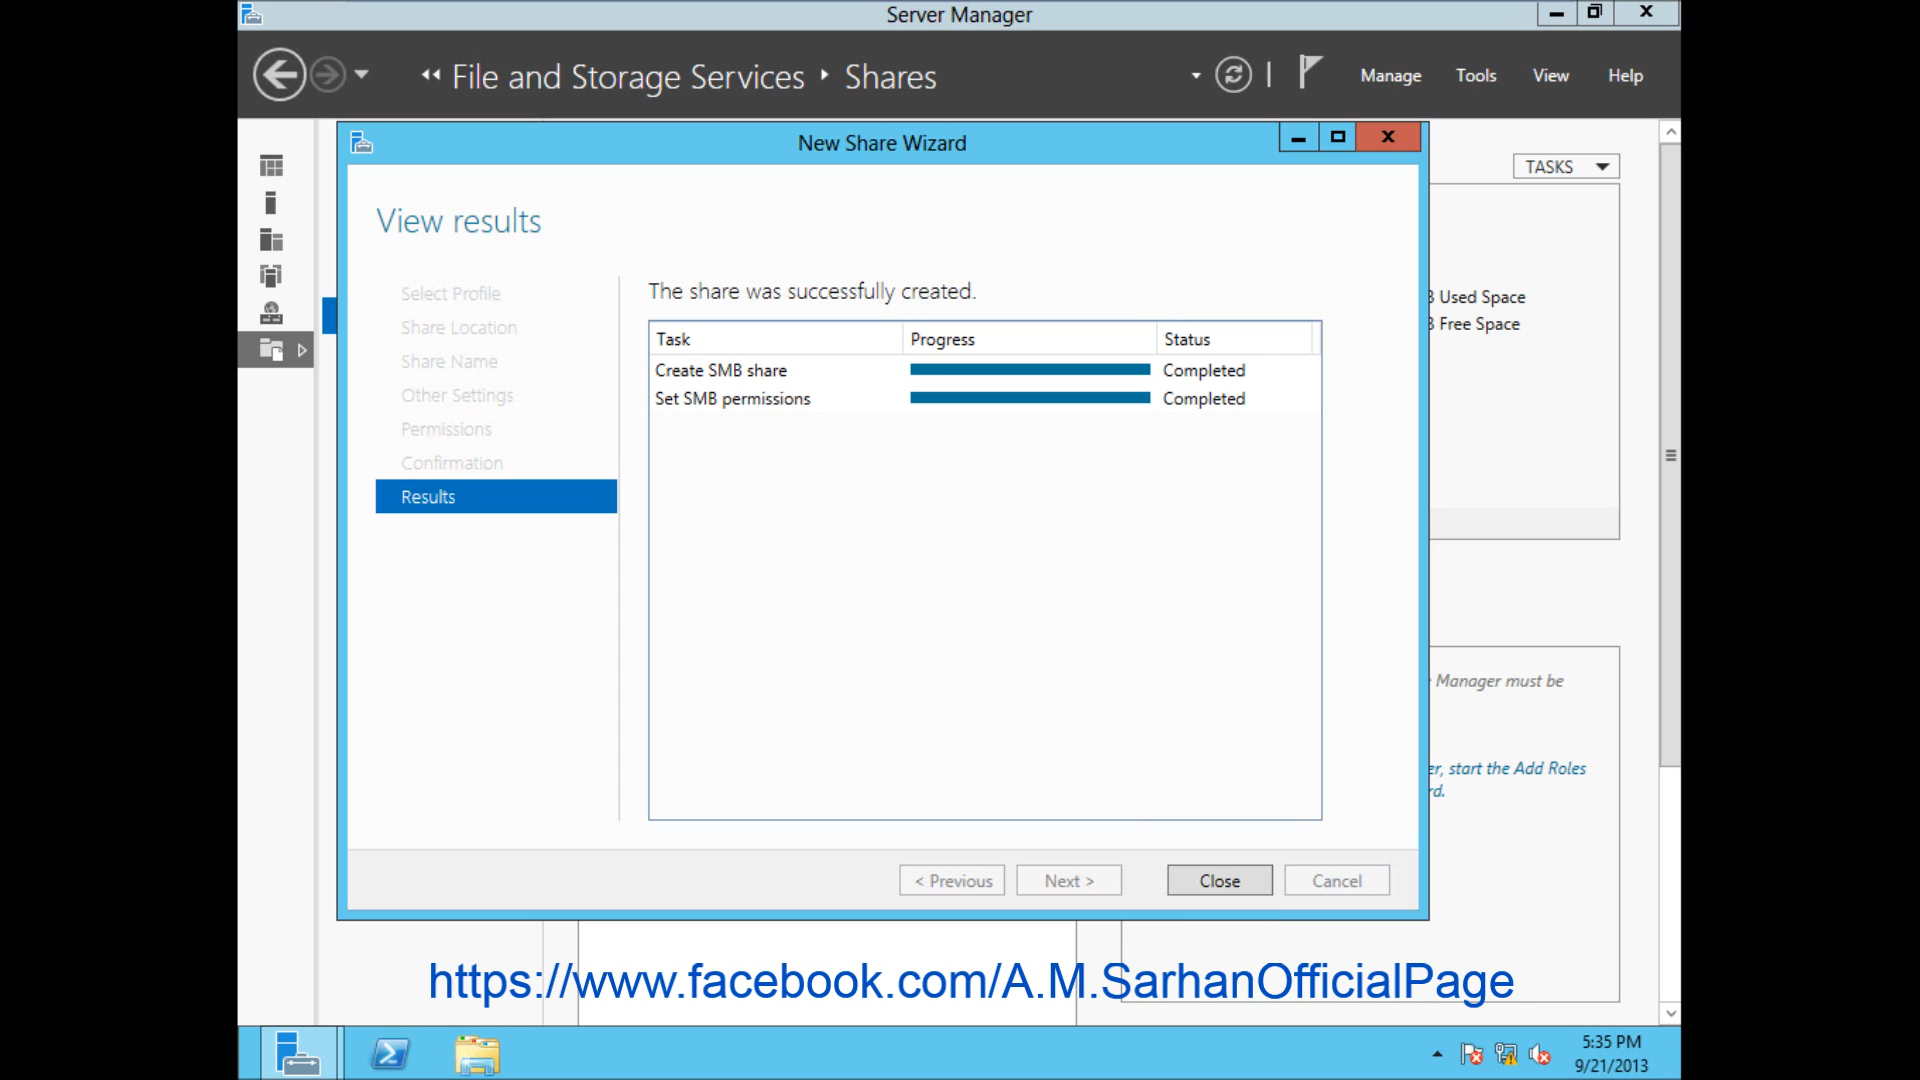 Server Manager
File and Storage Services Shares
Manage Tools View Help
New Share Wizard
TASKS
View results
Select Profile
Share Location
Share Name
Other Settings
Permissions
Confirmation
Results
The share was successfully created.
Task Progress Status
Create SMB share Completed
Set SMB permissions Completed
Used Space
Free Space
Manager must be
start the Add Roles
< Previous
Next >
Close
Cancel
https://www.facebook.com/A.M.SarhanOfficialPage
5:35 PM
9/21/2013